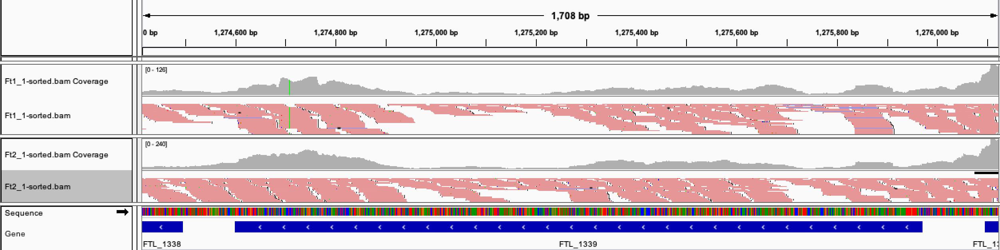 1,708 bp
0 bp 1,274,600 bp 1,274,800 bp 1,275,000 bp 1,275,200 bp 1,275,400 bp 1,275,600 bp 1,275,800 bp 1,276,000 bp
[0 - 126]
Ft1_1-sorted.bam Coverage
Ft1_1-sorted.bam
[0 - 240]
Ft2_1-sorted.bam Coverage
Ft2_1-sorted.bam
Sequence
Gene
FTL_1338 FTL_1339